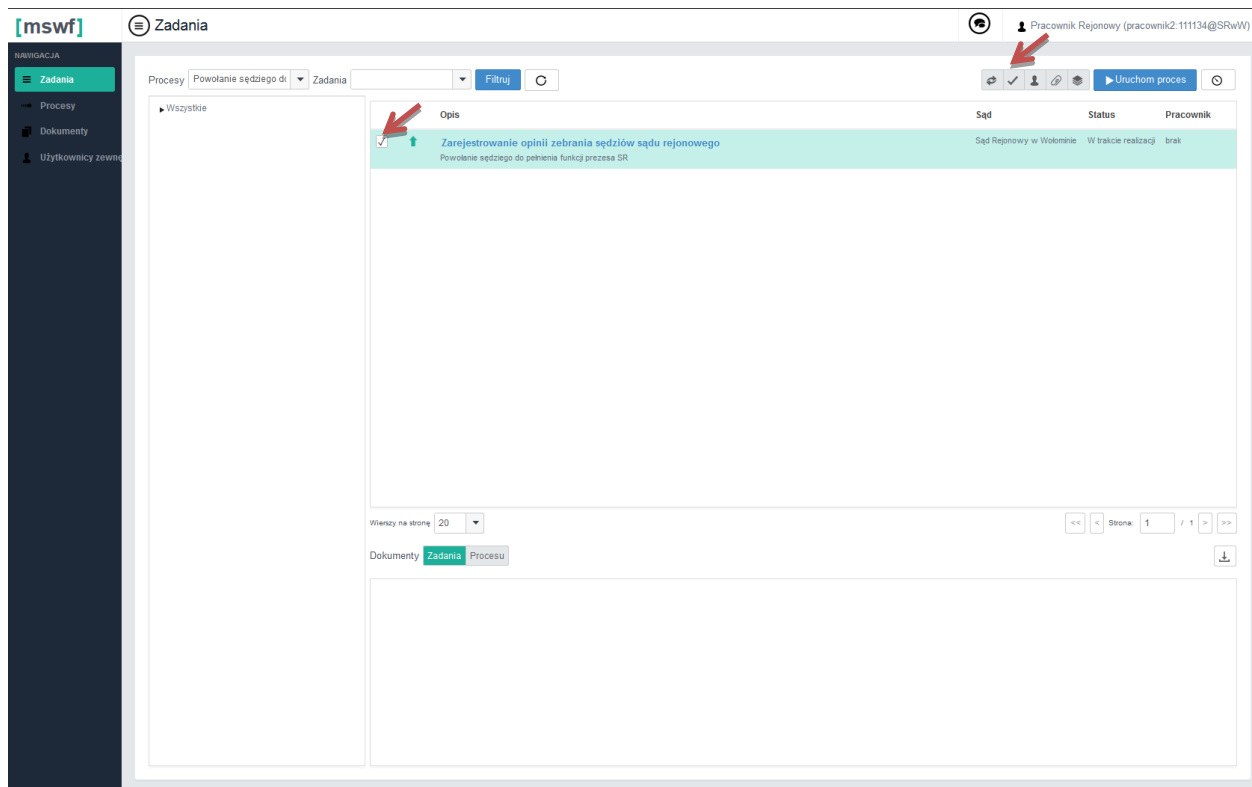 [mswf]
Zadania
Pracownik Rejonowy (pracownik2:111134@SRwW)
NAWIGACJA
Zadania
Procesy
Dokumenty
Użytkownicy zewnę
Procesy Powołanie sędziego do Zadania Filtruj
Uruchom proces
Wszystkie
Opis Sąd Status Pracownik
Zarejestrowanie opinii zebrania sędziów sądu rejonowego Sąd Rejonowy w Wołominie W trakcie realizacji brak
Powołanie sędziego do pełnienia funkcji prezesa SR
Wierszy na stronę 20 << < Strona: 1 / 1 > >>
Dokumenty Zadania Procesu